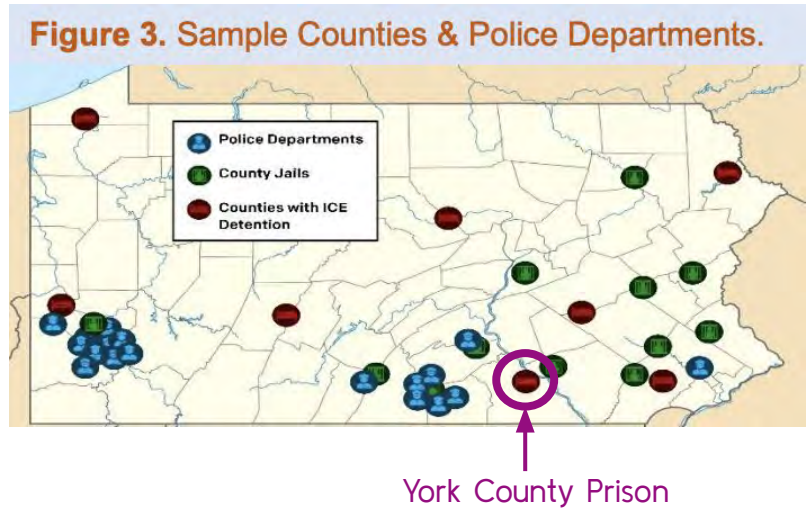 Figure 3. Sample Counties & Police Departments.
Police Departments
County Jails
Counties with ICE
Detention
York County Prison